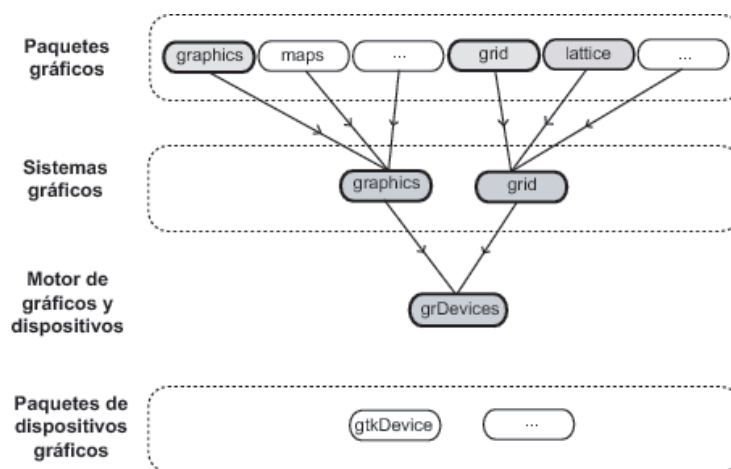 Paquetes
gráficos
graphics maps ... grid lattice ...
Sistemas
gráficos
graphics grid
Motor de
gráficos y
dispositivos
grDevices
Paquetes de
dispositivos
gráficos
gtkDevice ...